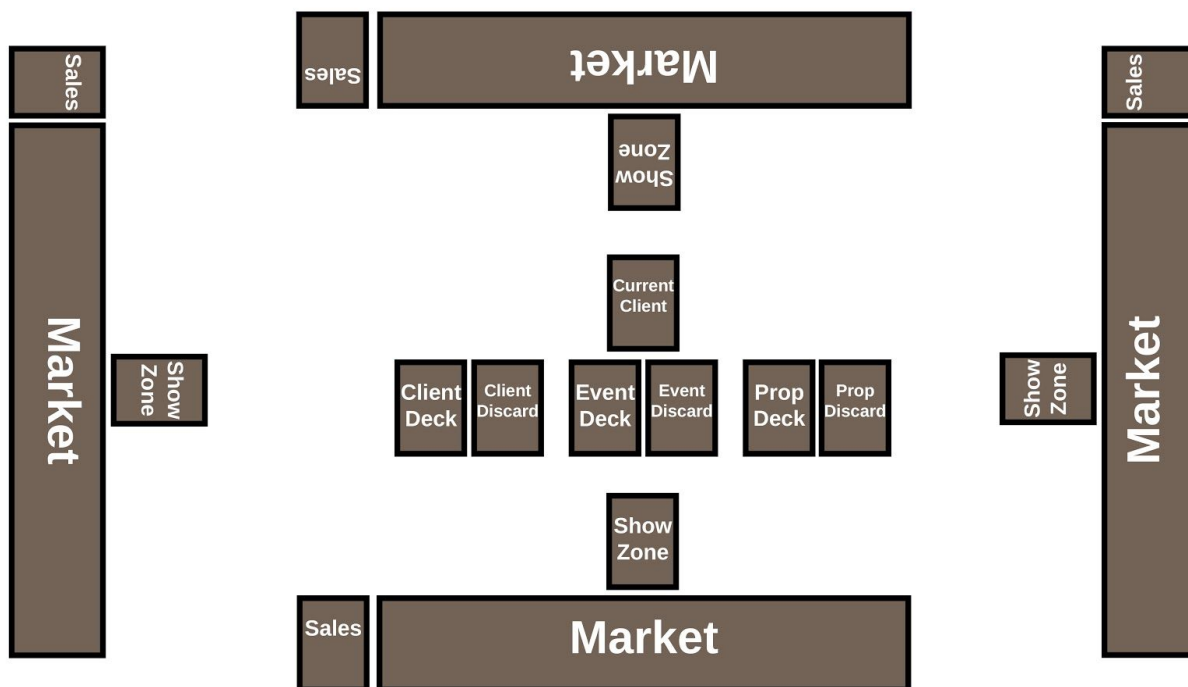 Sales
Market
Show
Zone
Sales
Market
Show
Zone
Current
Client
Client
Deck
Client
Discard
Event
Deck
Event
Discard
Prop
Deck
Prop
Discard
Show
Zone
Sales
Market
Sales
Market
Show
Zone